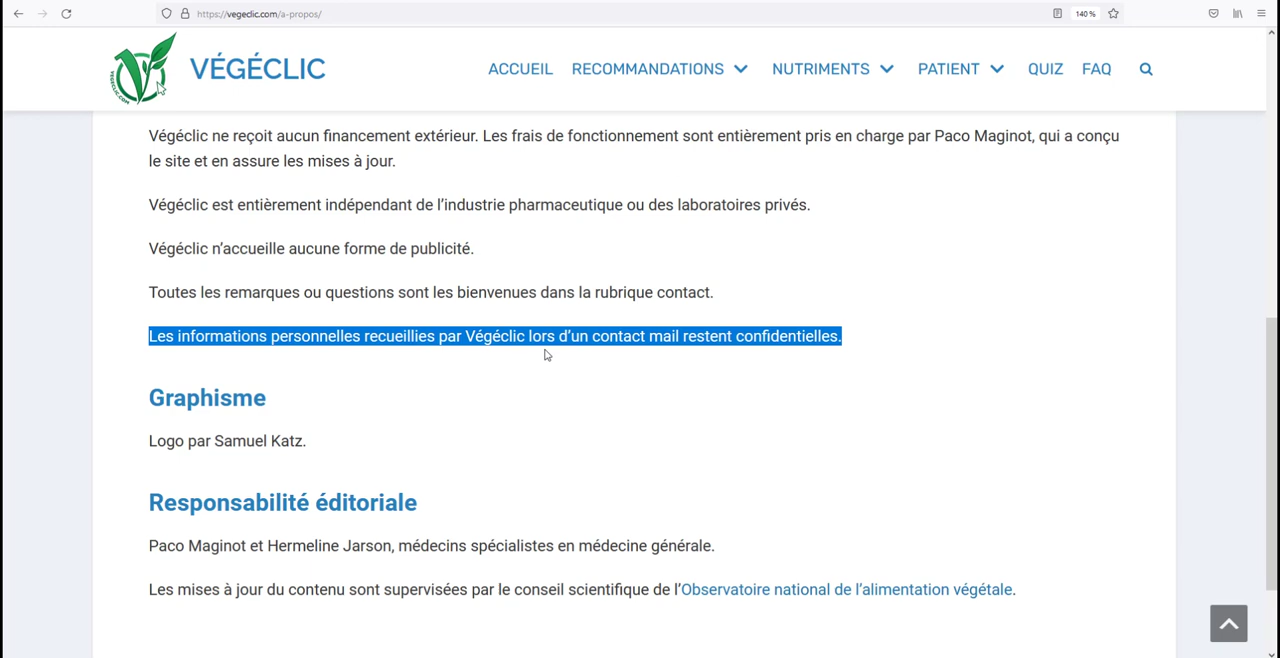 https://vegeclic.com/a-propos/
140 %
VEGECLIC.COM
VÉGÉCLIC
ACCUEIL RECOMMANDATIONS NUTRIMENTS PATIENT QUIZ FAQ
Végéclic ne reçoit aucun financement extérieur. Les frais de fonctionnement sont entièrement pris en charge par Paco Maginot, qui a conçu
le site et en assure les mises à jour.
Végéclic est entièrement indépendant de l’industrie pharmaceutique ou des laboratoires privés.
Végéclic n’accueille aucune forme de publicité.
Toutes les remarques ou questions sont les bienvenues dans la rubrique contact.
Les informations personnelles recueillies par Végéclic lors d’un contact mail restent confidentielles.
Graphisme
Logo par Samuel Katz.
Responsabilité éditoriale
Paco Maginot et Hermeline Jarson, médecins spécialistes en médecine générale.
Les mises à jour du contenu sont supervisées par le conseil scientifique de l’Observatoire national de l’alimentation végétale.